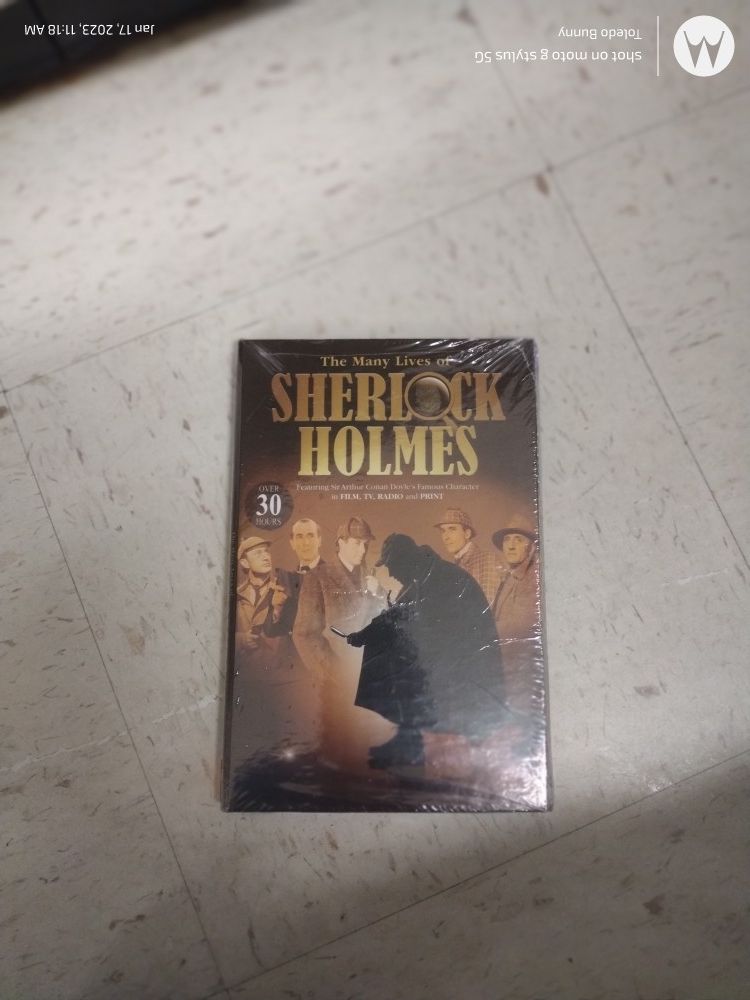 The Many Lives of
SHERLOCK
HOLMES
Featuring Sir Arthur Conan Doyle's Famous Character
in FILM, TV, RADIO and PRINT
OVER
30
HOURS
shot on moto g stylus 5G
Toledo Bunny
Jan 17, 2023, 11:18 AM